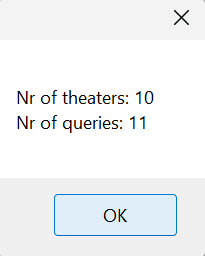 Nr of theaters: 10
Nr of queries: 11
OK